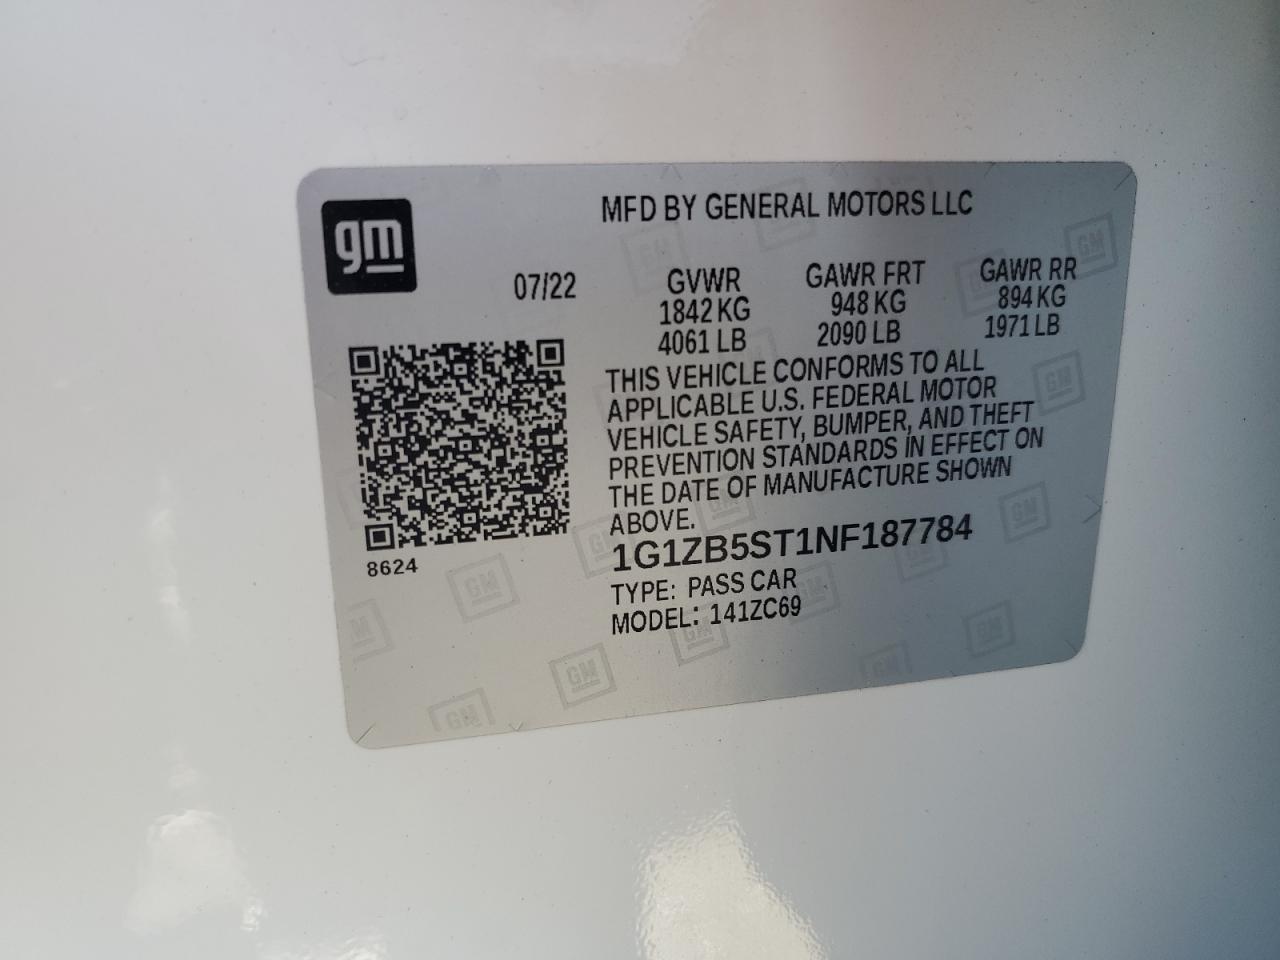 gm
MFD BY GENERAL MOTORS LLC
07/22
GVWR
1842 KG
4061 LB
GAWR FRT
948 KG
2090 LB
GAWR RR
894 KG
1971 LB
THIS VEHICLE CONFORMS TO ALL
APPLICABLE U.S. FEDERAL MOTOR
VEHICLE SAFETY, BUMPER, AND THEFT
PREVENTION STANDARDS IN EFFECT ON
THE DATE OF MANUFACTURE SHOWN
ABOVE.
1G1ZB5ST1NF187784
TYPE: PASS CAR
MODEL: 141ZC69
8624